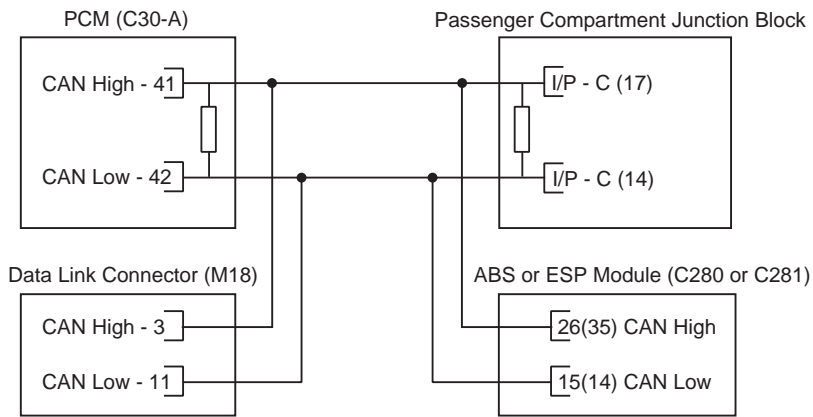 PCM (C30-A)
Passenger Compartment Junction Block
CAN High - 41
I/P - C (17)
CAN Low - 42
I/P - C (14)
Data Link Connector (M18)
ABS or ESP Module (C280 or C281)
CAN High - 3
26(35) CAN High
CAN Low - 11
15(14) CAN Low